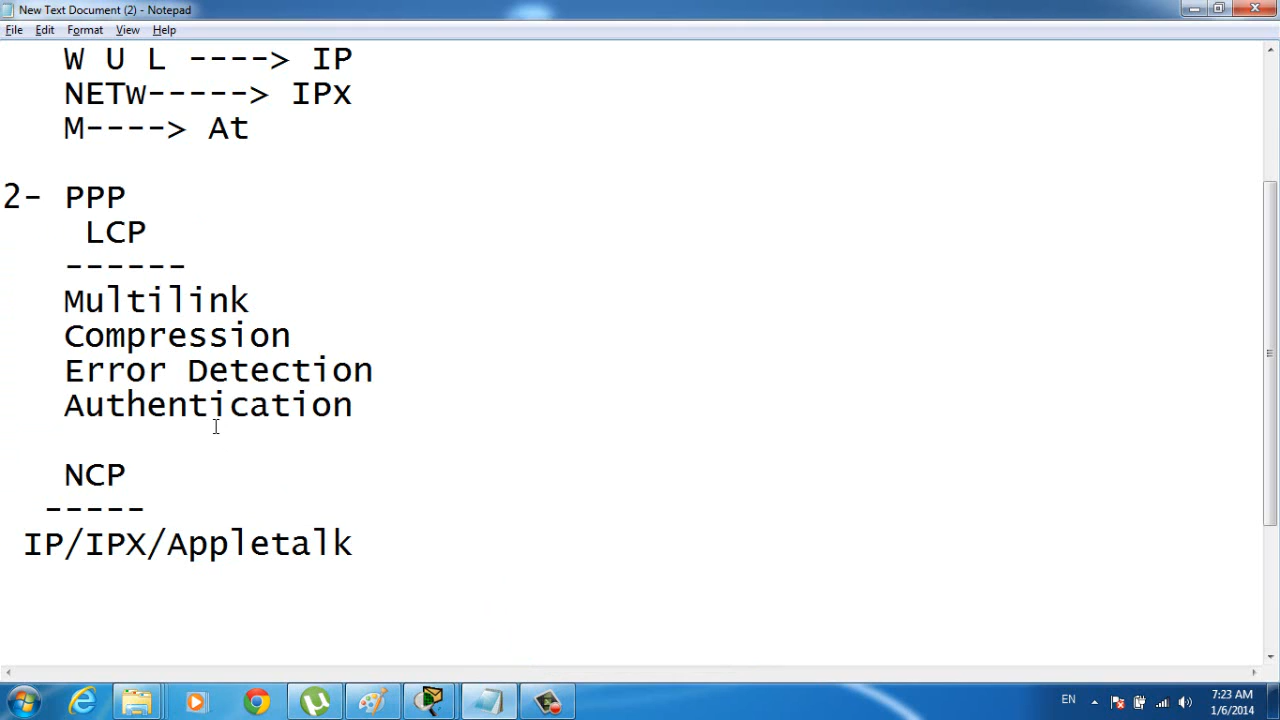 New Text Document (2) - Notepad
File Edit Format View Help
W U L ----> IP
NETw-----> IPx
M----> At
2- PPP
LCP
------
Multilink
Compression
Error Detection
Authentication
NCP
-----
IP/IPX/Appletalk
EN
7:23 AM
1/6/2014